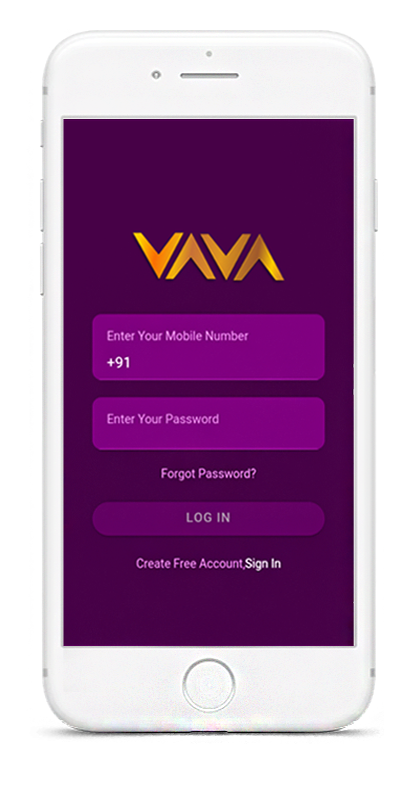 VAVA
Enter Your Mobile Number
+91
Enter Your Password
Forgot Password?
LOG IN
Create Free Account,Sign In